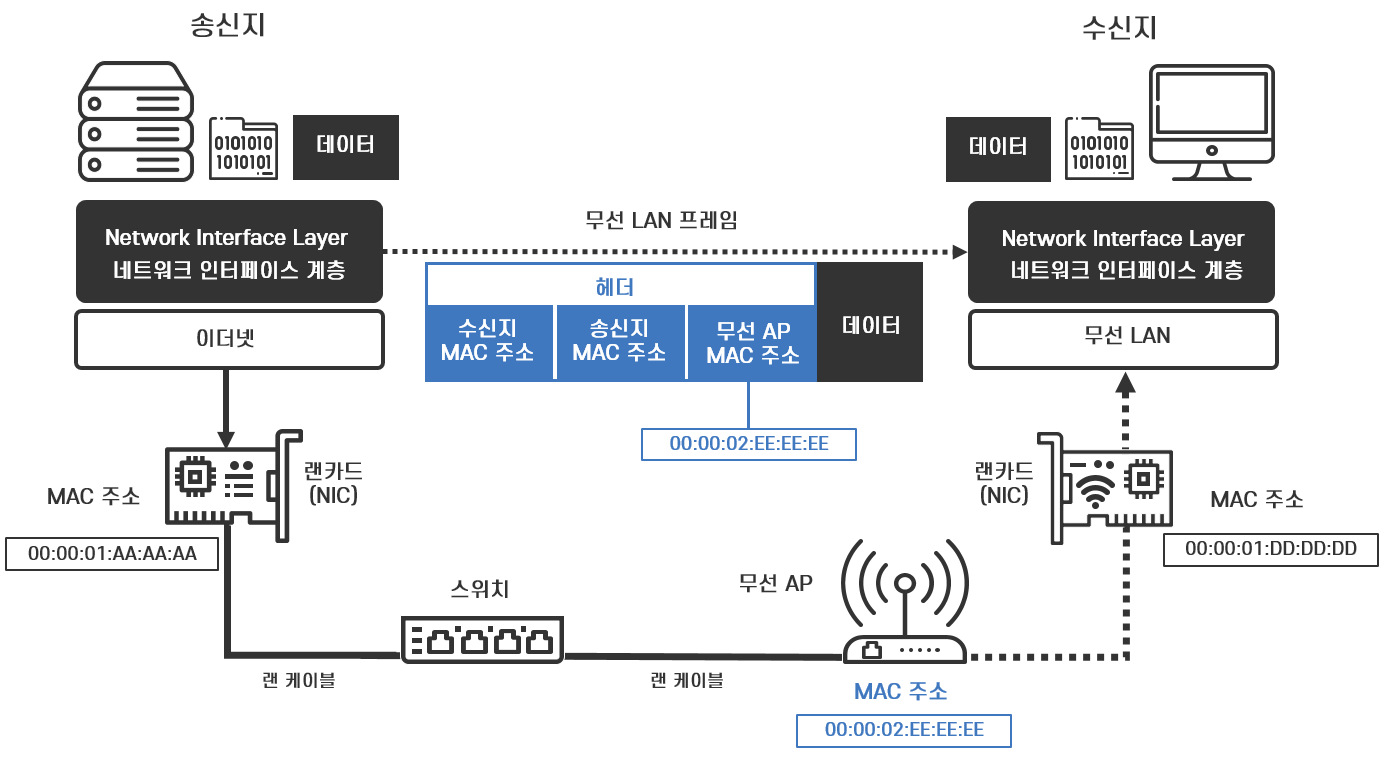 송신지
수신지
0101010
1010101
데이터
데이터
0101010
1010101
Network Interface Layer
네트워크 인터페이스 계층
무선 LAN 프레임
Network Interface Layer
네트워크 인터페이스 계층
헤더
수신지
MAC 주소
송신지
MAC 주소
무선 AP
MAC 주소
데이터
이더넷
무선 LAN
00:00:02:EE:EE:EE
랜카드
(NIC)
MAC 주소
00:00:01:AA:AA:AA
랜카드
(NIC)
MAC 주소
00:00:01:DD:DD:DD
스위치
무선 AP
랜 케이블
랜 케이블
MAC 주소
00:00:02:EE:EE:EE